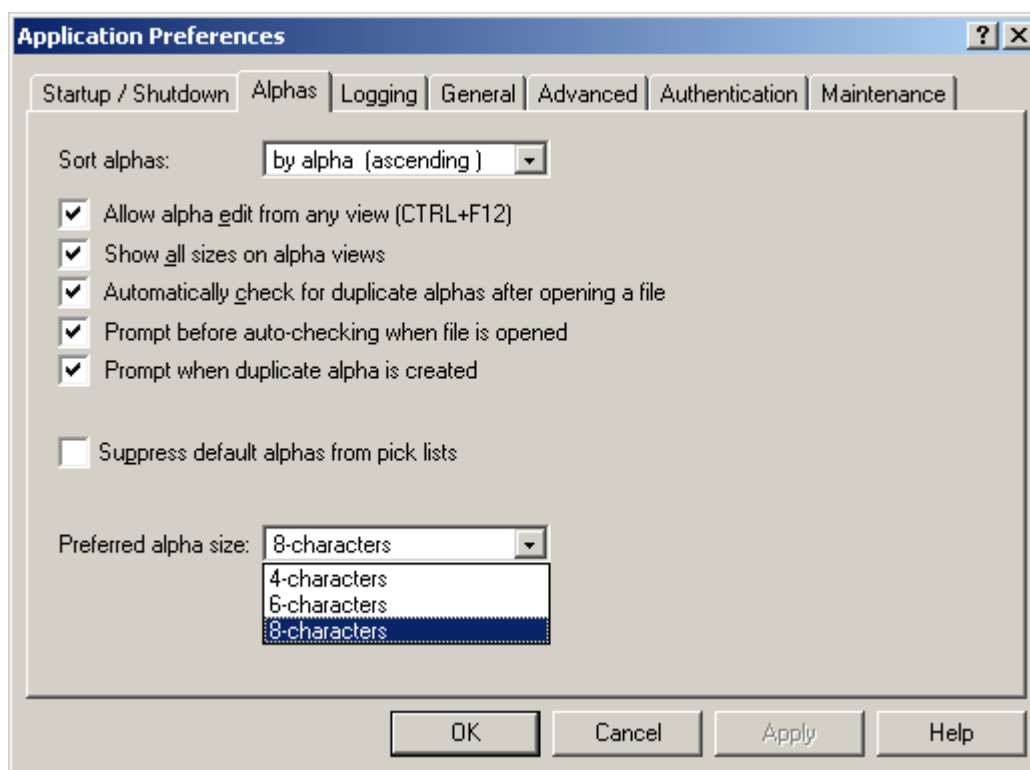 Application Preferences
Startup / Shutdown Alphas Logging General Advanced Authentication Maintenance
Sort alphas: by alpha (ascending )
Allow alpha edit from any view (CTRL+F12)
Show all sizes on alpha views
Automatically check for duplicate alphas after opening a file
Prompt before auto-checking when file is opened
Prompt when duplicate alpha is created
Suppress default alphas from pick lists
Preferred alpha size: 8-characters
4-characters
6-characters
8-characters
OK Cancel Apply Help